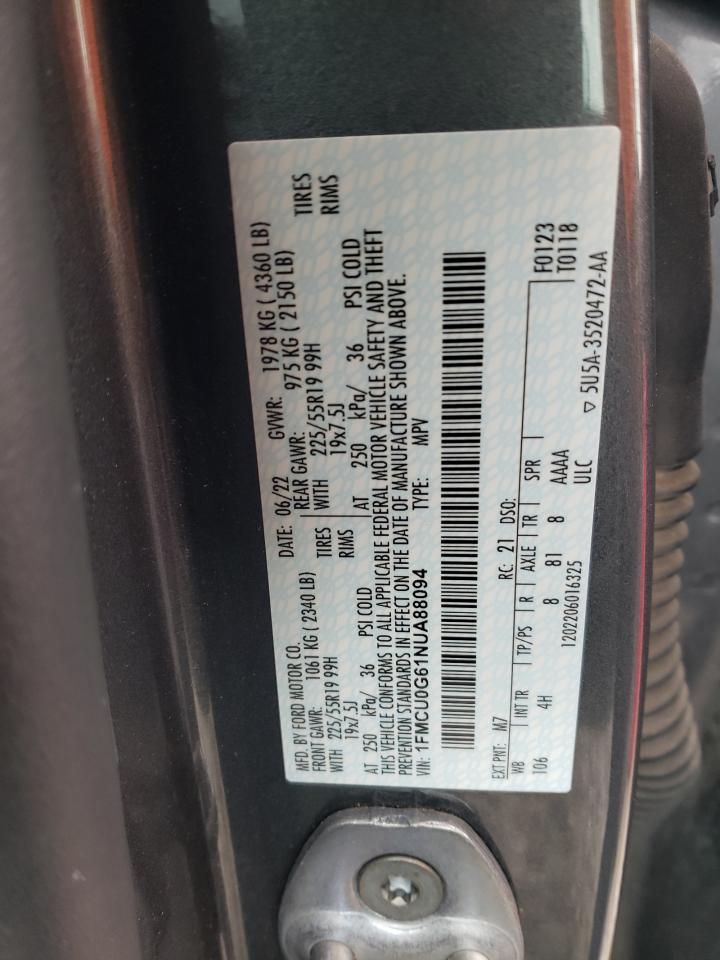 MFD. BY FORD MOTOR CO.
DATE: 06/22 GVWR: 1978 KG ( 4360 LB)
FRONT GAWR: 1061 KG ( 2340 LB) REAR GAWR: 975 KG ( 2150 LB)
WITH 225/55R19 99H TIRES WITH 225/55R19 99H TIRES
19x7.5J RIMS 19x7.5J RIMS
AT 250 kPa/ 36 PSI COLD AT 250 kPa/ 36 PSI COLD
THIS VEHICLE CONFORMS TO ALL APPLICABLE FEDERAL MOTOR VEHICLE SAFETY AND THEFT
PREVENTION STANDARDS IN EFFECT ON THE DATE OF MANUFACTURE SHOWN ABOVE.
VIN: 1FMCU0G61NUA88094 TYPE: MPV
EXT PNT: M7 RC: 21 DSO: F0123
WB INT TR TP/PS R AXLE TR SPR T0118
106 4H 8 81 8 AAAA
1202206016325 ULC ▽ 5U5A-3520472-AA